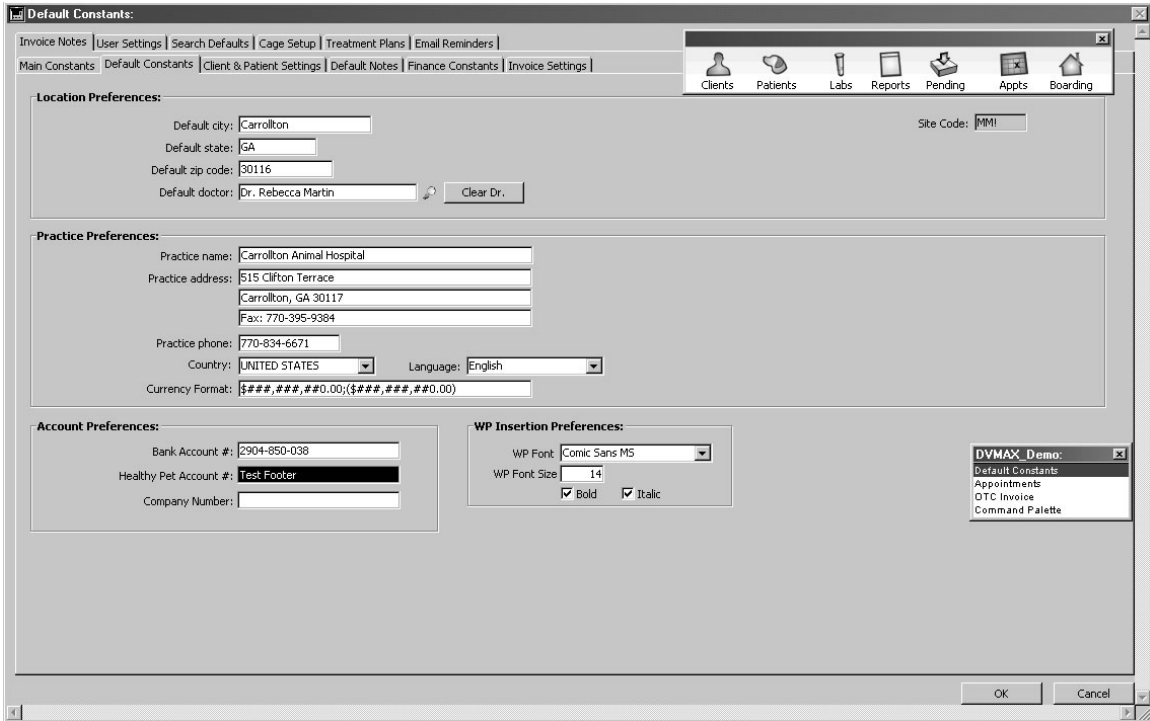 Default Constants:
Invoice Notes User Settings Search Defaults Cage Setup Treatment Plans Email Reminders
Main Constants Default Constants Client & Patient Settings Default Notes Finance Constants Invoice Settings
Clients Patients Labs Reports Pending Appts Boarding
Location Preferences:
Default city: Carrollton
Site Code: MM!
Default state: GA
Default zip code: 30116
Default doctor: Dr. Rebecca Martin Clear Dr.
Practice Preferences:
Practice name: Carrollton Animal Hospital
Practice address: 515 Clifton Terrace
Carrollton, GA 30117
Fax: 770-395-9384
Practice phone: 770-834-6671
Country: UNITED STATES Language: English
Currency Format: $###,###,##0.00;($###,###,##0.00)
Account Preferences:
Bank Account #: 2904-850-038
Healthy Pet Account #: Test Footer
Company Number:
WP Insertion Preferences:
WP Font Comic Sans MS
WP Font Size 14
Bold Italic
DVMAX_Demo:
Default Constants
Appointments
OTC Invoice
Command Palette
OK Cancel